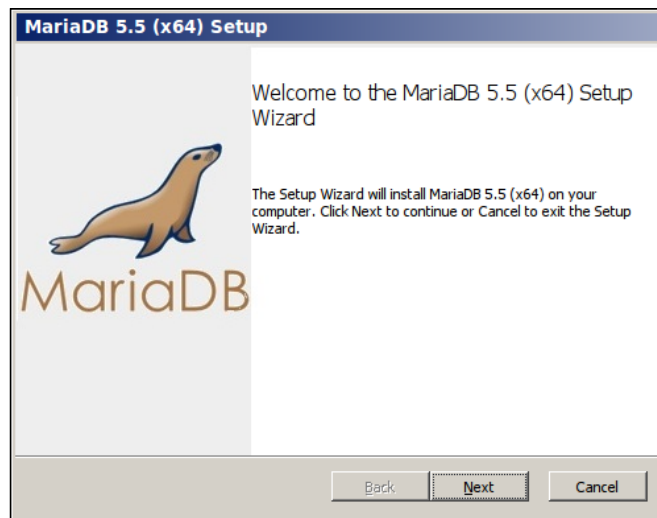 MariaDB 5.5 (x64) Setup
Welcome to the MariaDB 5.5 (x64) Setup
Wizard
The Setup Wizard will install MariaDB 5.5 (x64) on your
computer. Click Next to continue or Cancel to exit the Setup
Wizard.
MariaDB
Back Next Cancel